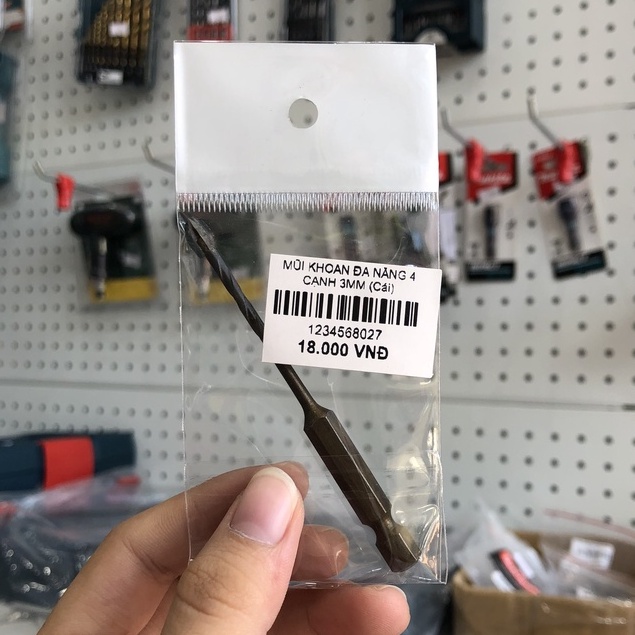 MŨI KHOAN ĐA NĂNG 4
CẠNH 3MM (Cái)
1234568027
18.000 VNĐ